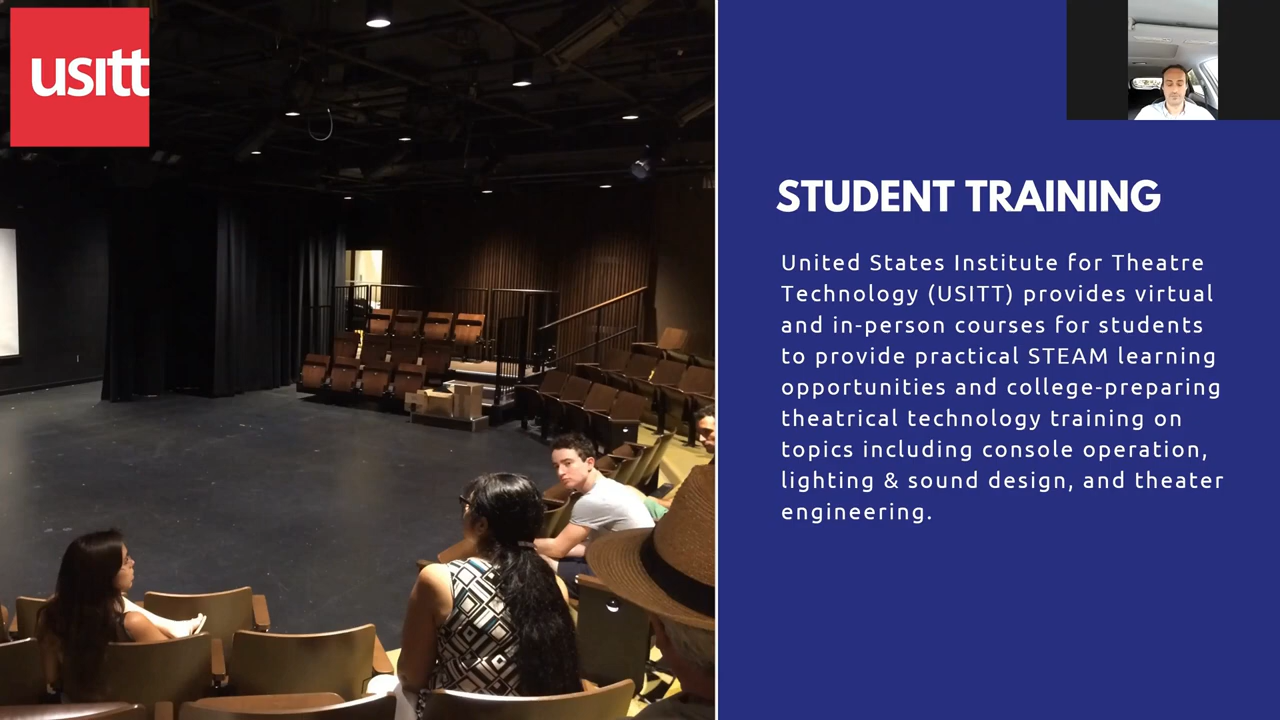 usitt
STUDENT TRAINING
United States Institute for Theatre
Technology (USITT) provides virtual
and in-person courses for students
to provide practical STEAM learning
opportunities and college-preparing
theatrical technology training on
topics including console operation,
lighting & sound design, and theater
engineering.